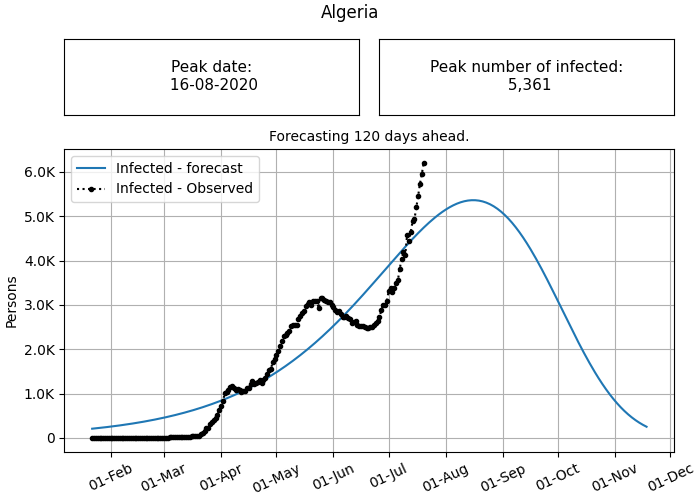 Algeria
Peak date:
16-08-2020
Peak number of infected:
5,361
Forecasting 120 days ahead.
Infected - forecast
Infected - Observed
6.0K
5.0K
4.0K
3.0K
2.0K
1.0K
0
Persons
01-Feb
01-Mar
01-Apr
01-May
01-Jun
01-Jul
01-Aug
01-Sep
01-Oct
01-Nov
01-Dec